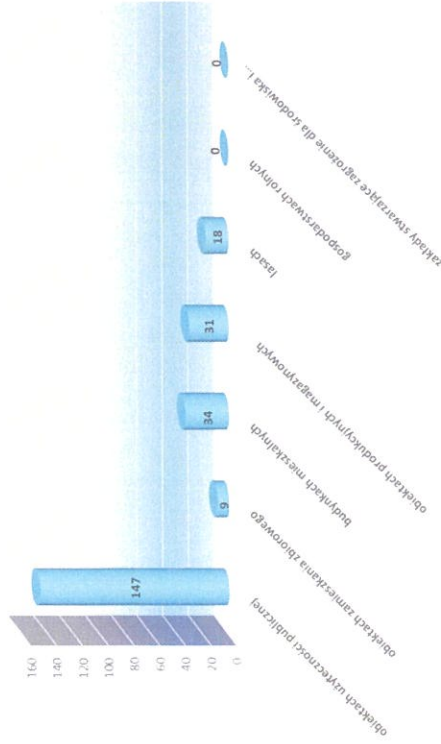 160
140
120
100
80
60
40
20
0
147
9
34
31
18
0
0
obiektach użyteczności publicznej
obiektach zamieszkania zbiorowego
budynkach mieszkalnych
obiektach produkcyjnych i magazynowych
lasach
gospodarstwach rolnych
zakłady stwarzające zagrożenie dla środowiska i...